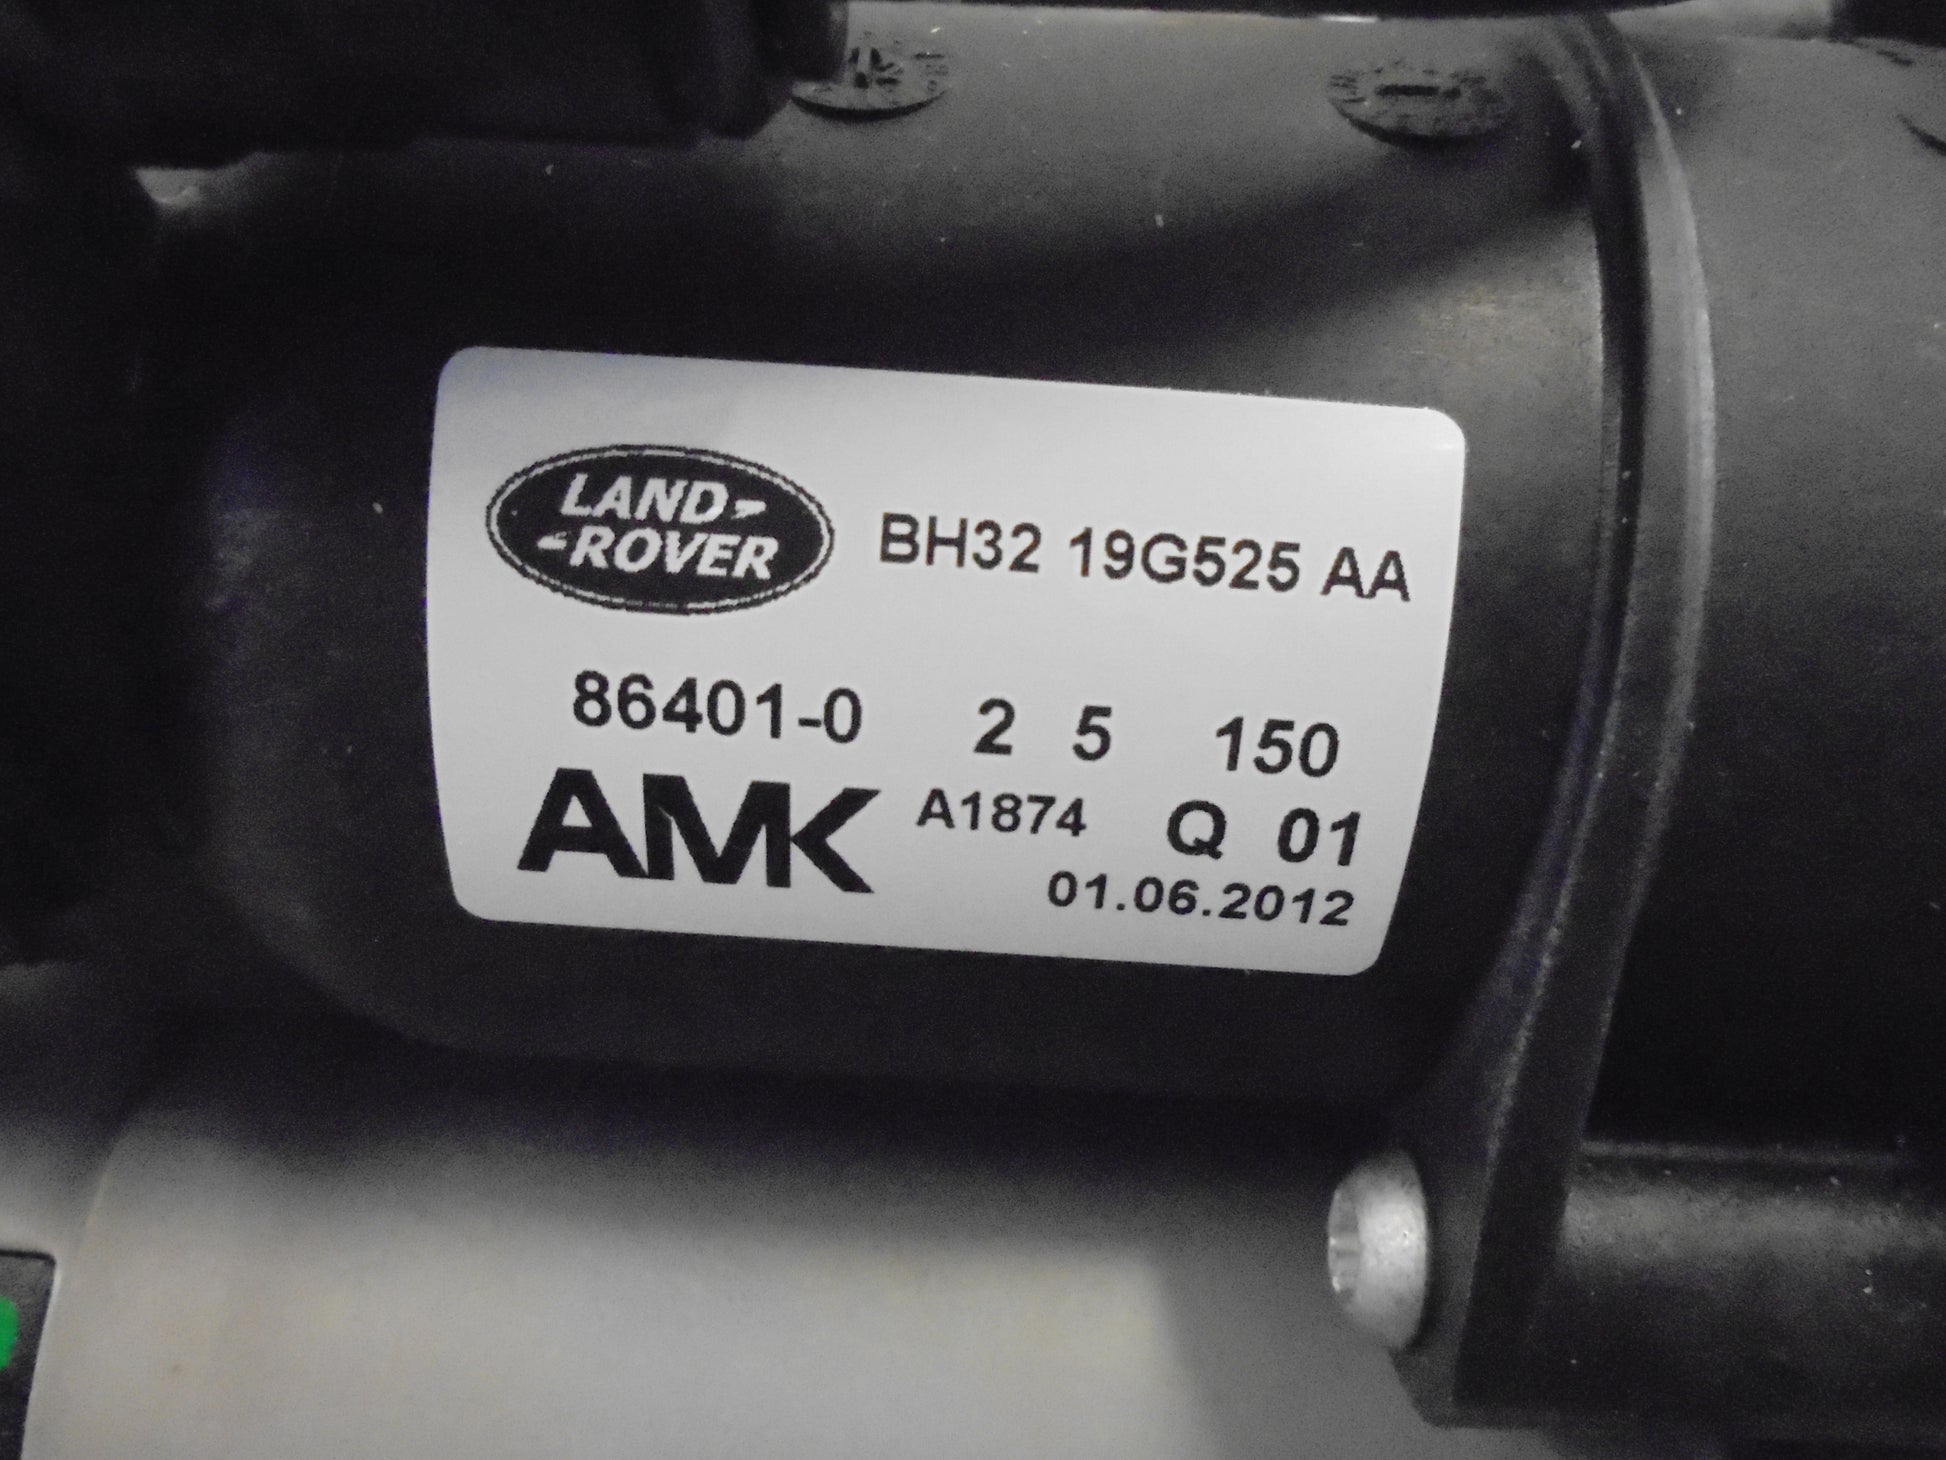 LAND
ROVER
BH32 19G525 AA
86401-0 2 5 150
AMK A1874 Q 01
01.06.2012